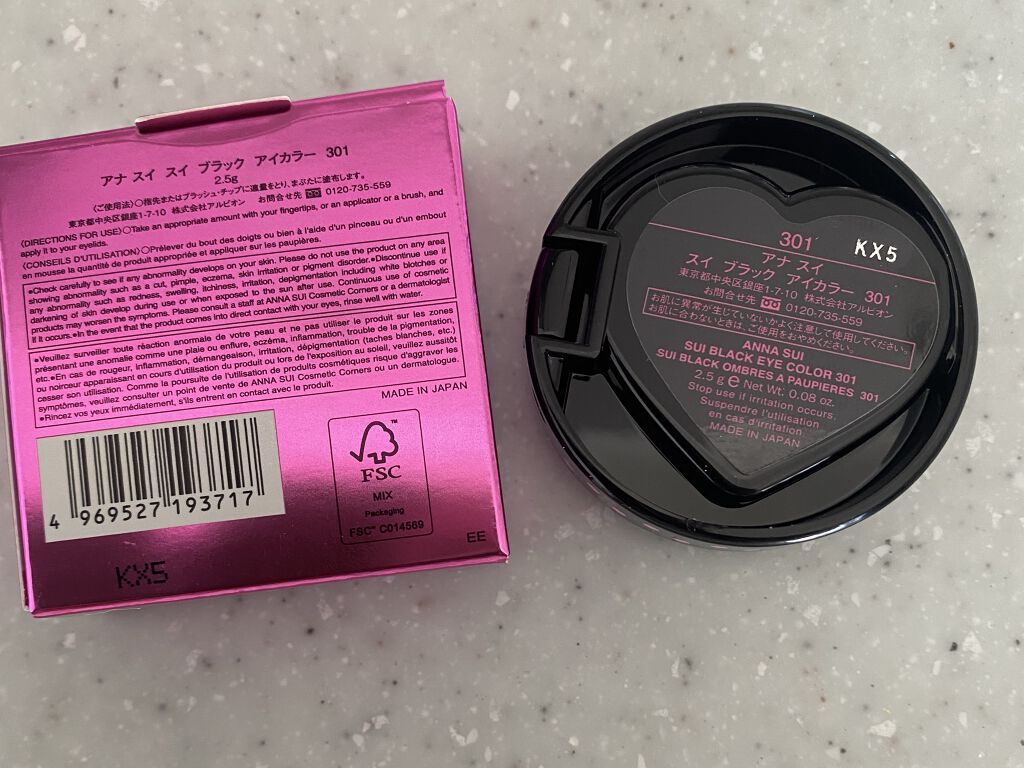 アナ スイ スイ ブラック アイカラー 301
2.5g
〈ご使用法〉○指先またはブラッシュ・チップに適量をとり、まぶたに塗布します。
東京都中央区銀座1-7-10 株式会社アルビオン お問合せ先 0120-735-559
〈DIRECTIONS FOR USE〉○Take an appropriate amount with your fingertips, or an applicator or a brush, and
apply it to your eyelids.
〈CONSEILS D'UTILISATION〉○Prélever du bout des doigts ou bien à l'aide d'un pinceau ou d'un embout
en mousse la quantité de produit appropriée et appliquer sur les paupières.
●Check carefully to see if any abnormality develops on your skin. Please do not use the product on any area
showing abnormality such as a cut, pimple, eczema, skin irritation or pigment disorder.●Discontinue use if
any abnormality such as redness, swelling, itchiness, irritation, depigmentation including white blotches or
darkening of skin develop during use or when exposed to the sun after use. Continuous use of cosmetic
products may worsen the symptoms. Please consult a staff at ANNA SUI Cosmetic Corners or a dermatologist
if it occurs.●In the event that the product comes into direct contact with your eyes, rinse well with water.
●Veuillez surveiller toute réaction anormale de votre peau et ne pas utiliser le produit sur les zones
présentant une anomalie comme une plaie ou enflure, eczéma, inflammation, trouble de la pigmentation,
etc.●En cas de rougeur, inflammation, démangeaison, irritation, dépigmentation (taches blanches, etc.)
ou noirceur apparaissant en cours d'utilisation du produit ou lors de l'exposition au soleil, veuillez aussitôt
cesser son utilisation. Comme la poursuite de l'utilisation de produits cosmétiques risque d'aggraver les
symptômes, veuillez consulter un point de vente de ANNA SUI Cosmetic Corners ou un dermatologue.
●Rincez vos yeux immédiatement, s'ils entrent en contact avec le produit.
MADE IN JAPAN
4 969527 193717
FSC™
MIX
Packaging
FSC™ C014569
EE
KX5
301
KX5
アナ スイ
スイ ブラック アイカラー 301
東京都中央区銀座1-7-10 株式会社アルビオン
お問合せ先 0120-735-559
お肌に異常が生じていないかよく注意して使用してください。
お肌に合わないときは、ご使用をおやめください。
ANNA SUI
SUI BLACK EYE COLOR 301
SUI BLACK OMBRES A PAUPIERES 301
2.5 g ℮ Net Wt. 0.08 oz.
Stop use if irritation occurs.
Suspendre l'utilisation
en cas d'irritation
MADE IN JAPAN